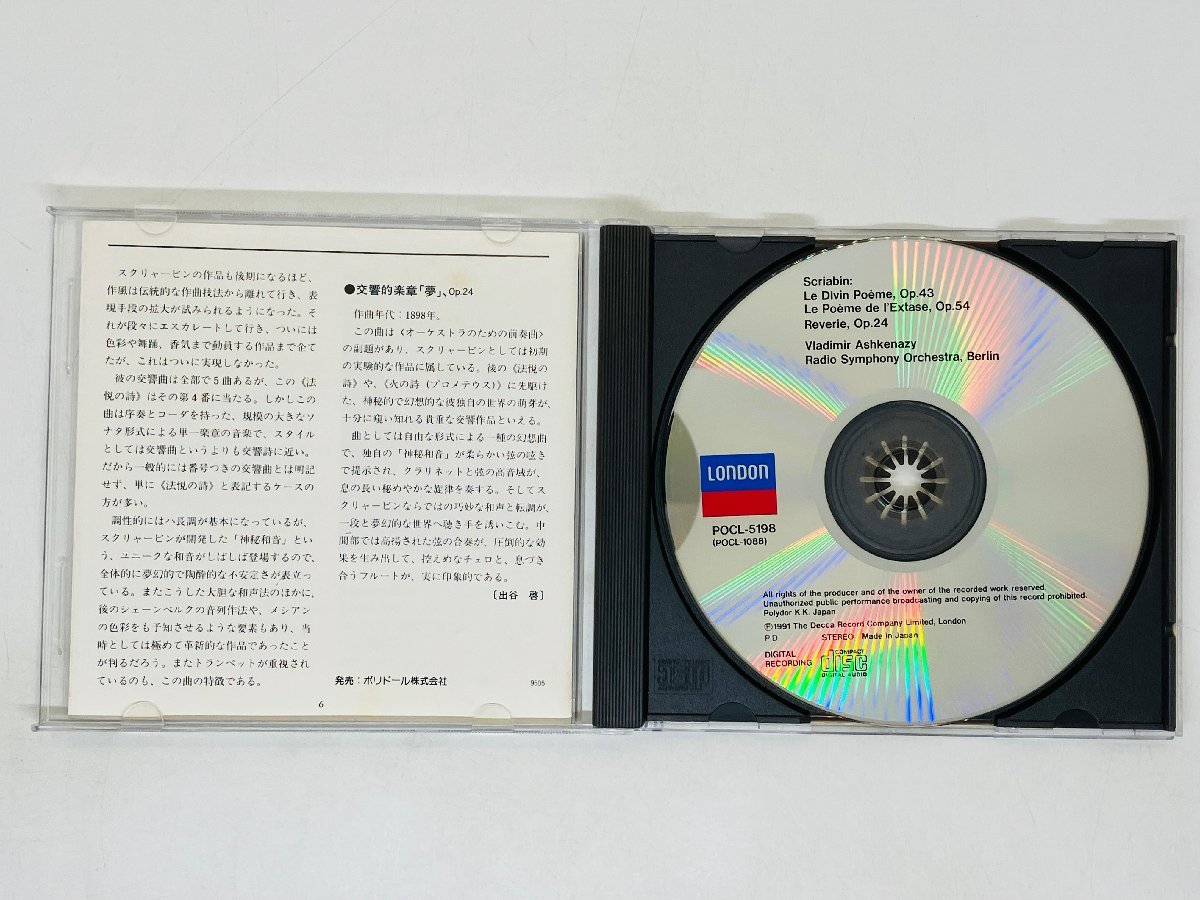 スクリャービンの作品も後期になるほど、
作風は伝統的な作曲技法から離れて行き、表
現手段の拡大が試みられるようになった。そ
れが段々にエスカレートして行き、ついには
色彩や舞踊、香気まで動員する作品まで企て
たが、これはついに実現しなかった。
彼の交響曲は全部で5曲あるが、この《法
悦の詩》はその第4番に当たる。しかしこの
曲は序奏とコーダを持った、規模の大きなソ
ナタ形式による単一楽章の音楽で、スタイル
としては交響曲というよりも交響詩に近い。
だから一般的には番号つきの交響曲とは明記
せず、単に《法悦の詩》と表記するケースの
方が多い。
調性的にはハ長調が基本になっているが、
スクリャービンが開発した「神秘和音」とい
う、ユニークな和音がしばしば登場するので、
全体的に夢幻的で陶酔的な不安定さが表立っ
ている。またこうした大胆な和声法のほかに、
後のシェーンベルクの音列作法や、メシアン
の色彩をも予知させるような要素もあり、当
時としては極めて革新的な作品であったこと
が判るだろう。またトランペットが重視され
ているのも、この曲の特徴である。
6
●交響的楽章「夢」、Op.24
作曲年代：1898年。
この曲は〈オーケストラのための前奏曲〉
の副題があり、スクリャービンとしては初期
の実験的な作品に属している。後の《法悦の
詩》や、《火の詩（プロメテウス）》に先駆け
た、神秘的で幻想的な彼独自の世界の萌芽が、
十分に窺い知れる貴重な交響作品といえる。
曲としては自由な形式による一種の幻想曲
で、独自の「神秘和音」が柔らかい弦の呟き
で提示され、クラリネットと弦の高音域が、
息の長い秘めやかな旋律を奏する。そしてス
クリャービンならではの巧妙な和声と転調が、
一段と夢幻的な世界へ聴き手を誘いこむ。中
間部では高揚された弦の合奏が、圧倒的な効
果を生み出して、控えめなチェロと、息づき
合うフルートが、実に印象的である。
〔出谷 啓〕
発売：ポリドール株式会社
9505
Scriabin:
Le Divin Poème, Op.43
Le Poème de l'Extase, Op.54
Reverie, Op.24
Vladimir Ashkenazy
Radio Symphony Orchestra, Berlin
LONDON
POCL-5198
(POCL-1088)
All rights of the producer and of the owner of the recorded work reserved.
Unauthorized public performance broadcasting and copying of this record prohibited.
Polydor K.K. Japan
Ⓟ1991 The Decca Record Company Limited, London
P.D. STEREO Made in Japan
DIGITAL
RECORDING
COMPACT
disc
DIGITAL AUDIO